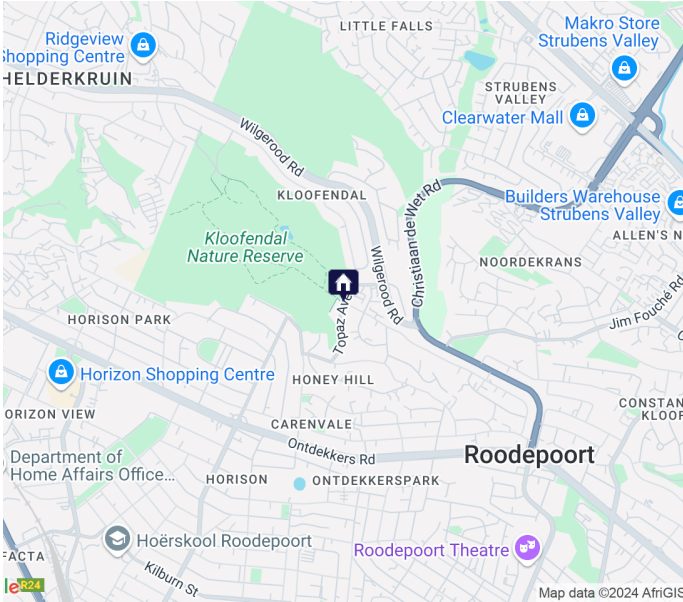 LITTLE FALLS
Makro Store
Strubens Valley
Ridgeview
Shopping Centre
HELDERKRUIN
STRUBENS
VALLEY
Clearwater Mall
Wilgerood Rd
KLOOFENDAL
Christiaan de Wet Rd
Builders Warehouse
Strubens Valley
ALLEN'S N
Kloofendal
Nature Reserve
Wilgerood Rd
NOORDEKRANS
Topaz Ave
Jim Fouché Rd
HORISON PARK
Horizon Shopping Centre
HONEY HILL
ORIZON VIEW
CONSTAN
KLOOF
CARENVALE
Ontdekkers Rd
Roodepoort
Department of
Home Affairs Office...
HORISON
ONTDEKKERSPARK
Hoërskool Roodepoort
Roodepoort Theatre
FACTA
Kilburn St
le
R24
Map data ©2024 AfriGIS